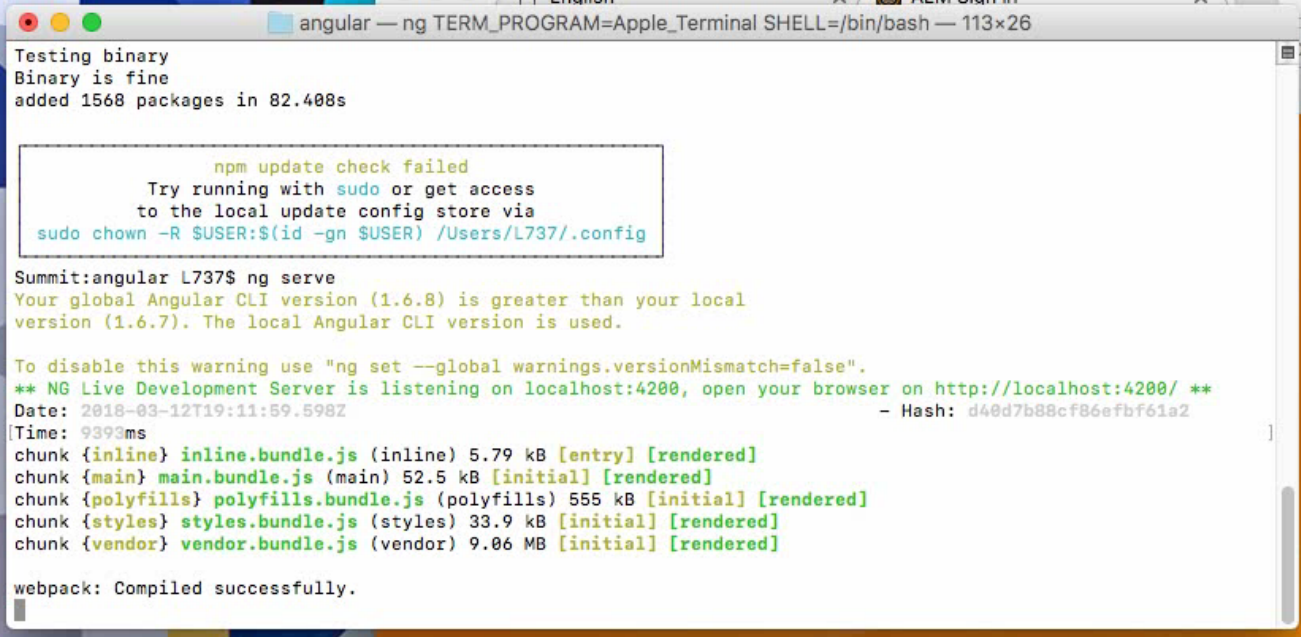 angular — ng TERM_PROGRAM=Apple_Terminal SHELL=/bin/bash — 113×26
Testing binary
Binary is fine
added 1568 packages in 82.408s
npm update check failed
Try running with sudo or get access
to the local update config store via
sudo chown -R $USER:$(id -gn $USER) /Users/L737/.config
Summit:angular L737$ ng serve
Your global Angular CLI version (1.6.8) is greater than your local
version (1.6.7). The local Angular CLI version is used.
To disable this warning use "ng set --global warnings.versionMismatch=false".
** NG Live Development Server is listening on localhost:4200, open your browser on http://localhost:4200/ **
Date: 2018-03-12T19:11:59.598Z - Hash: d40d7b88cf86efbf61a2
[Time: 9393ms ]
chunk {inline} inline.bundle.js (inline) 5.79 kB [entry] [rendered]
chunk {main} main.bundle.js (main) 52.5 kB [initial] [rendered]
chunk {polyfills} polyfills.bundle.js (polyfills) 555 kB [initial] [rendered]
chunk {styles} styles.bundle.js (styles) 33.9 kB [initial] [rendered]
chunk {vendor} vendor.bundle.js (vendor) 9.06 MB [initial] [rendered]
webpack: Compiled successfully.